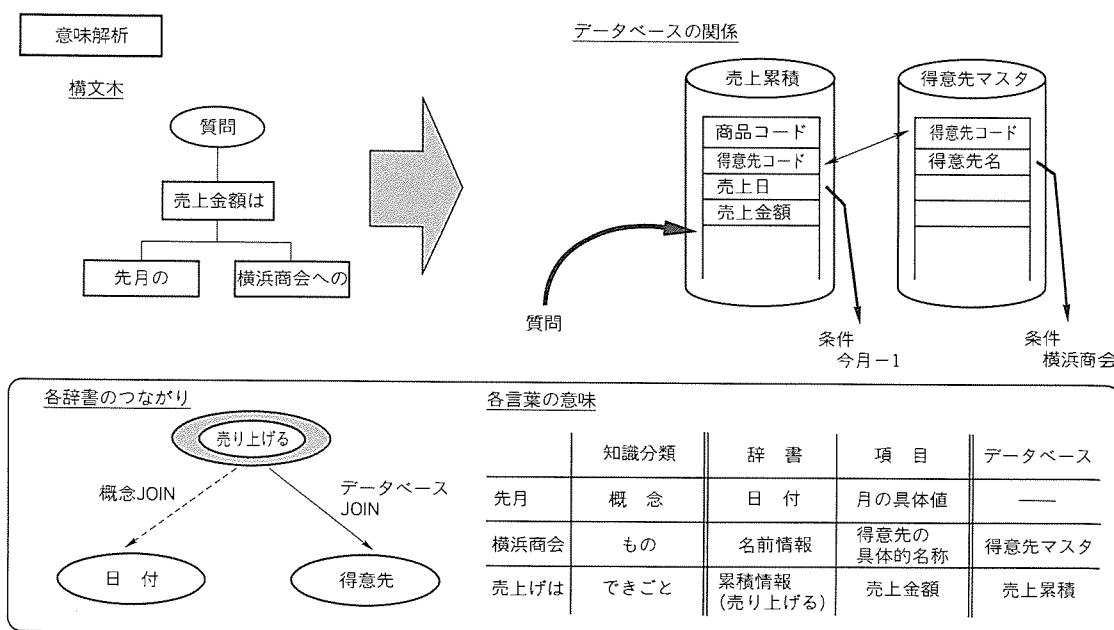 意味解析
構文木
質問
売上金額は
先月の
横浜商会への
データベースの関係
売上累積
得意先マスタ
商品コード
得意先コード
売上日
売上金額
得意先コード
得意先名
質問
条件
今月－1
条件
横浜商会
各辞書のつながり
売り上げる
概念JOIN
データベース
JOIN
日 付
得意先
各言葉の意味
知識分類 辞 書 項 目 データベース
先月 概 念 日 付 月の具体値 ──
横浜商会 もの 名前情報 得意先の
具体的名称 得意先マスタ
売上げは できごと 累積情報
(売り上げる) 売上金額 売上累積